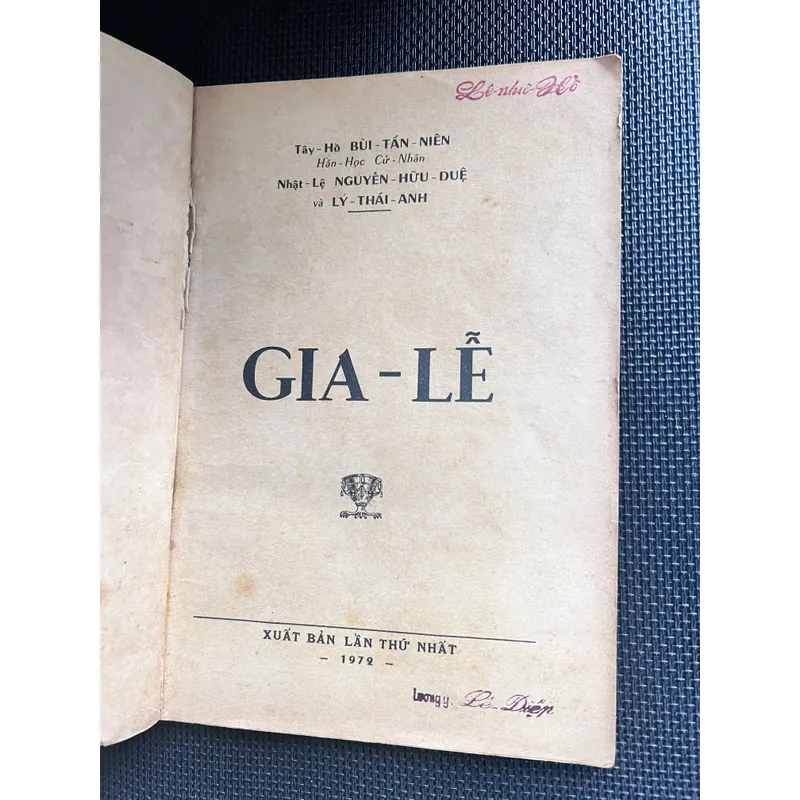 Lê-như-Hồ
Tây-Hồ BÙI-TẤN-NIÊN
Hán-Học Cử-Nhân
Nhật-Lệ NGUYỄN-HỮU-DUỆ
và LÝ-THÁI-ANH
GIA-LỄ
XUẤT BẢN LẦN THỨ NHẤT
- 1972 -
Lương y: Lê-Diệp